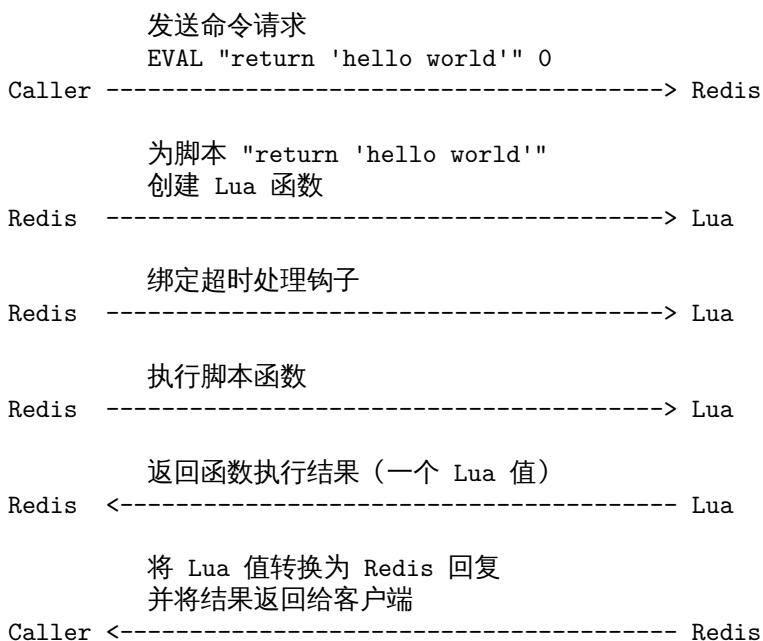 发送命令请求
EVAL "return 'hello world'" 0
Caller ----------------------------------------> Redis
为脚本 "return 'hello world'"
创建 Lua 函数
Redis  ----------------------------------------> Lua
绑定超时处理钩子
Redis  ----------------------------------------> Lua
执行脚本函数
Redis  ----------------------------------------> Lua
返回函数执行结果（一个 Lua 值）
Redis  <---------------------------------------- Lua
将 Lua 值转换为 Redis 回复
并将结果返回给客户端
Caller <---------------------------------------- Redis